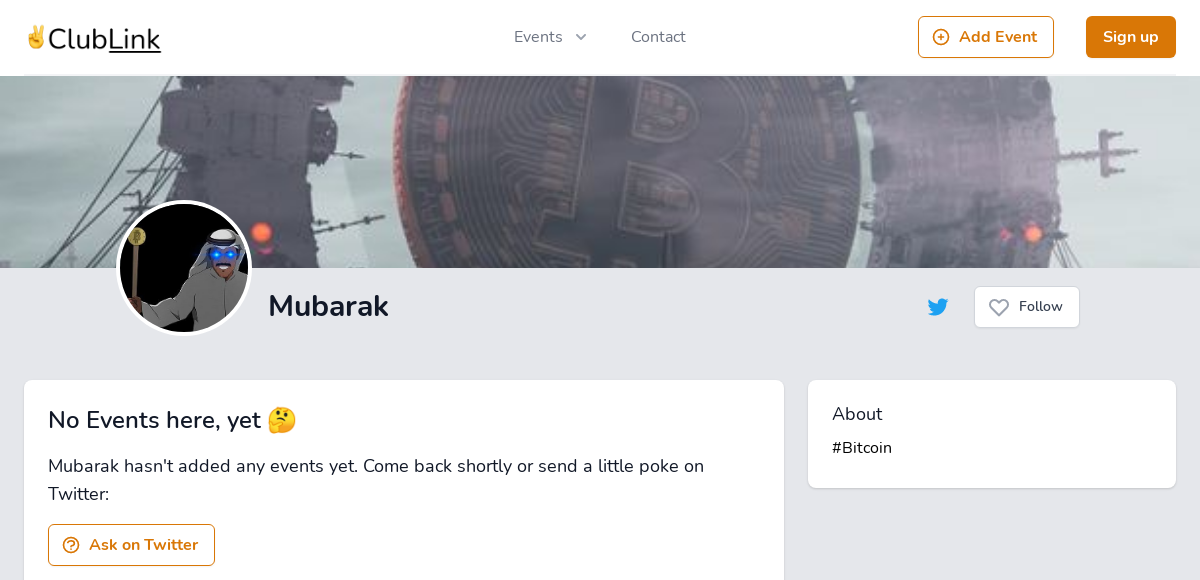 ✌️ClubLink
Events
Contact
Add Event
Sign up
Mubarak
Follow
No Events here, yet 🤔
Mubarak hasn't added any events yet. Come back shortly or send a little poke on
Twitter:
Ask on Twitter
About
#Bitcoin